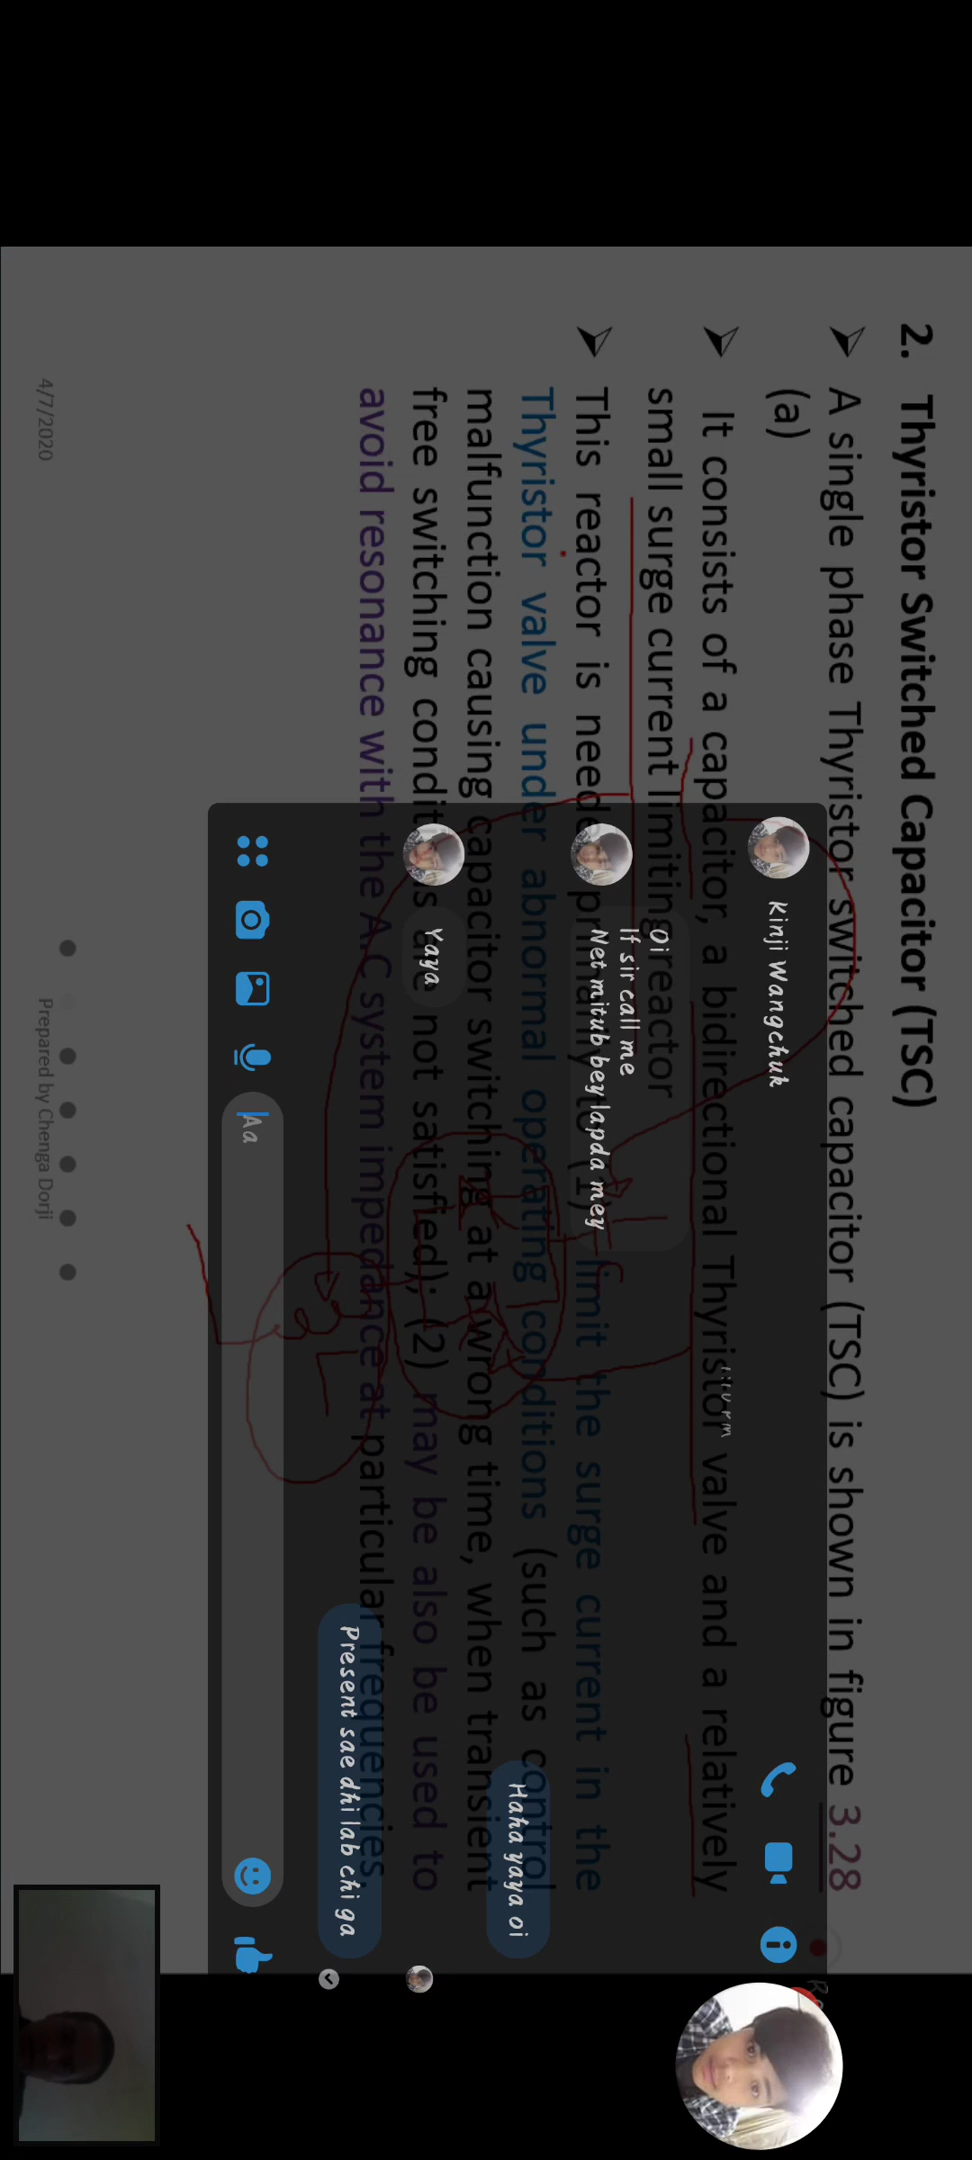 2. Thyristor Switched Capacitor (TSC)
➤ A single phase Thyristor switched capacitor (TSC) is shown in figure 3.28
(a)
➤ It consists of a capacitor, a bidirectional Thyristor valve and a relatively
small surge current limiting reactor
➤ This reactor is needed primarily to (1) limit the surge current in the
Thyristor valve under abnormal operating conditions (such as control
malfunction causing capacitor switching at a wrong time, when transient
free switching conditions are not satisfied); (2) may be also be used to
avoid resonance with the A.C system impedance at particular frequencies.
4/7/2020
Prepared by Chenga Dorji
Kinji Wangchuk
Oi
If sir call me
Net mitub bey lapda mey
Haha yaya oi
Yaya
Present sae dhi lab chi ga
Aa